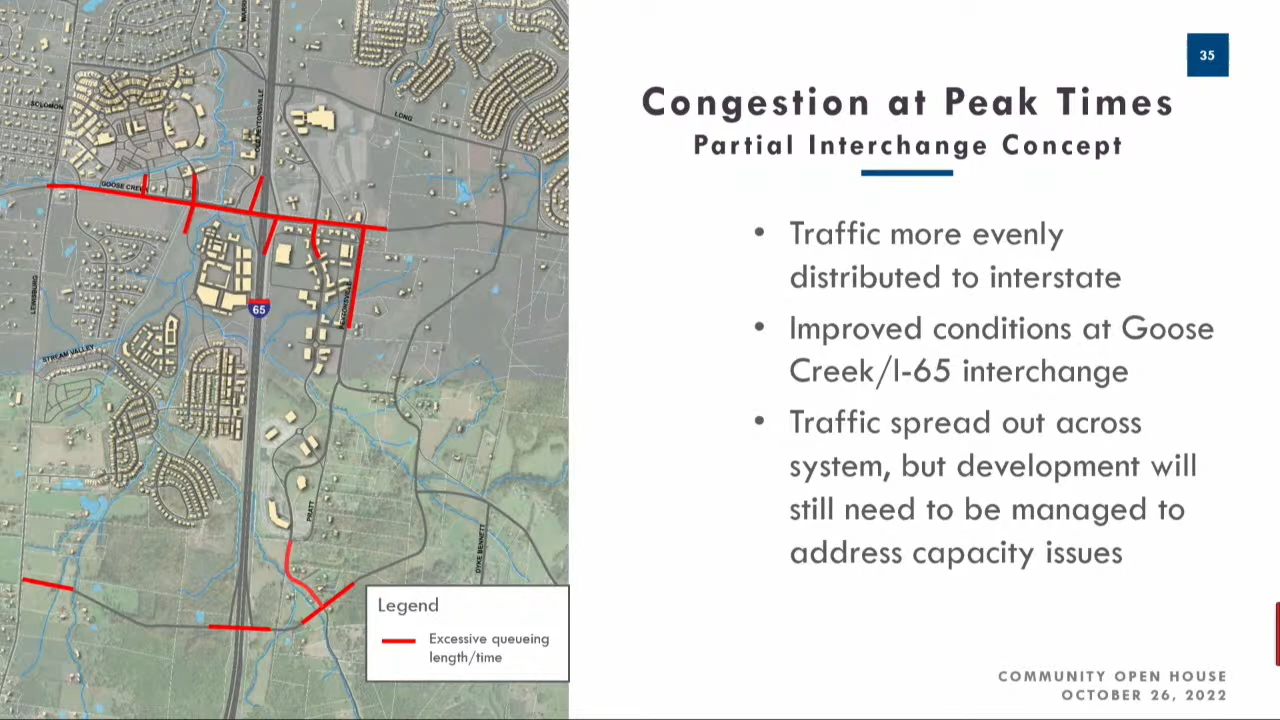 35
Congestion at Peak Times
Partial Interchange Concept
• Traffic more evenly
distributed to interstate
• Improved conditions at Goose
Creek/I-65 interchange
• Traffic spread out across
system, but development will
still need to be managed to
address capacity issues
COMMUNITY OPEN HOUSE
OCTOBER 26, 2022
SOLOMON
LONG
GOOSE CREEK
LEWISBURG
65
STREAM VALLEY
PRATT
DYKE BENNETT
Legend
Excessive queueing
length/time